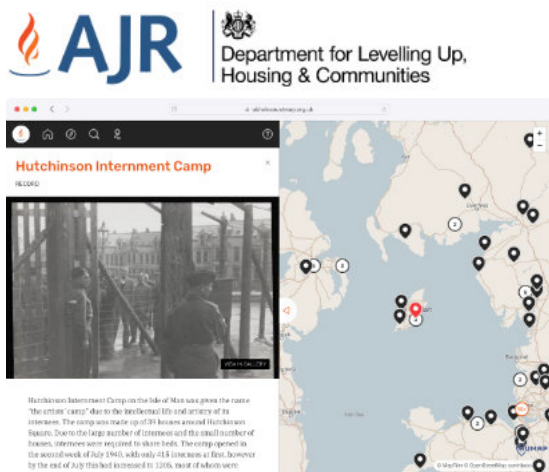 AJR
Department for Levelling Up,
Housing & Communities
Hutchinson Internment Camp
RECORD
VIEW IN GALLERY
Hutchinson Internment Camp on the Isle of Man was given the name
"the artists' camp" due to the intellectual life and artistry of its
internees. The camp was made up of 39 houses around Hutchinson
Square. Due to the large number of internees and the small number of
houses, internees were required to share beds. The camp opened in
the second week of July 1940, with only 415 internees at first, however
by the end of July this had increased to 1205, most of whom were
© MapTiler © OpenStreetMap contributors